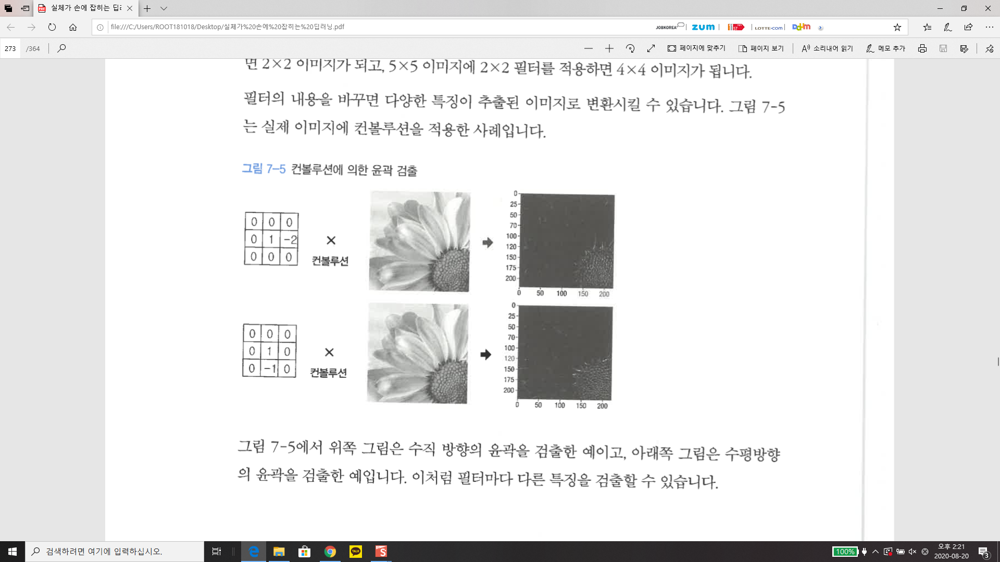 실체가 손에 잡히는 딥러
file:///C:/Users/ROOT181018/Desktop/실체가%20손에%20잡히는%20딥러닝.pdf
JOBKOREA
ZUM
11ST
LOTTE.COM
Daum
273 /364
페이지에 맞추기
페이지 보기
소리내어 읽기
메모 추가
면 2×2 이미지가 되고, 5×5 이미지에 2×2 필터를 적용하면 4×4 이미지가 됩니다.
필터의 내용을 바꾸면 다양한 특징이 추출된 이미지로 변환시킬 수 있습니다. 그림 7-5
는 실제 이미지에 컨볼루션을 적용한 사례입니다.
그림 7-5 컨볼루션에 의한 윤곽 검출
0 0 0
0 1 -2
0 0 0
×
컨볼루션
0
25
50
70
100
120
150
175
200
0 50 100 150 200
0 0 0
0 1 0
0 -1 0
×
컨볼루션
0
25
50
70
100
120
150
175
200
0 50 100 150 200
그림 7-5에서 위쪽 그림은 수직 방향의 윤곽을 검출한 예이고, 아래쪽 그림은 수평방향
의 윤곽을 검출한 예입니다. 이처럼 필터마다 다른 특징을 검출할 수 있습니다.
검색하려면 여기에 입력하십시오.
TALK
S
100%
오후 2:21
2020-08-20
3